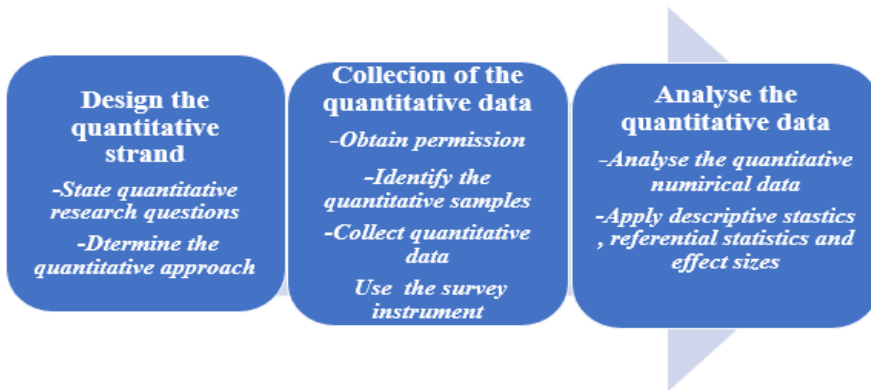 Design the
quantitative
strand
-State quantitative
research questions
-Dtermine the
quantitative approach
Collecion of the
quantitative data
-Obtain permission
-Identify the
quantitative samples
-Collect quantitative
data
Use the survey
instrument
Analyse the
quantitative data
-Analyse the quantitative
numirical data
-Apply descriptive stastics
, referential statistics and
effect sizes